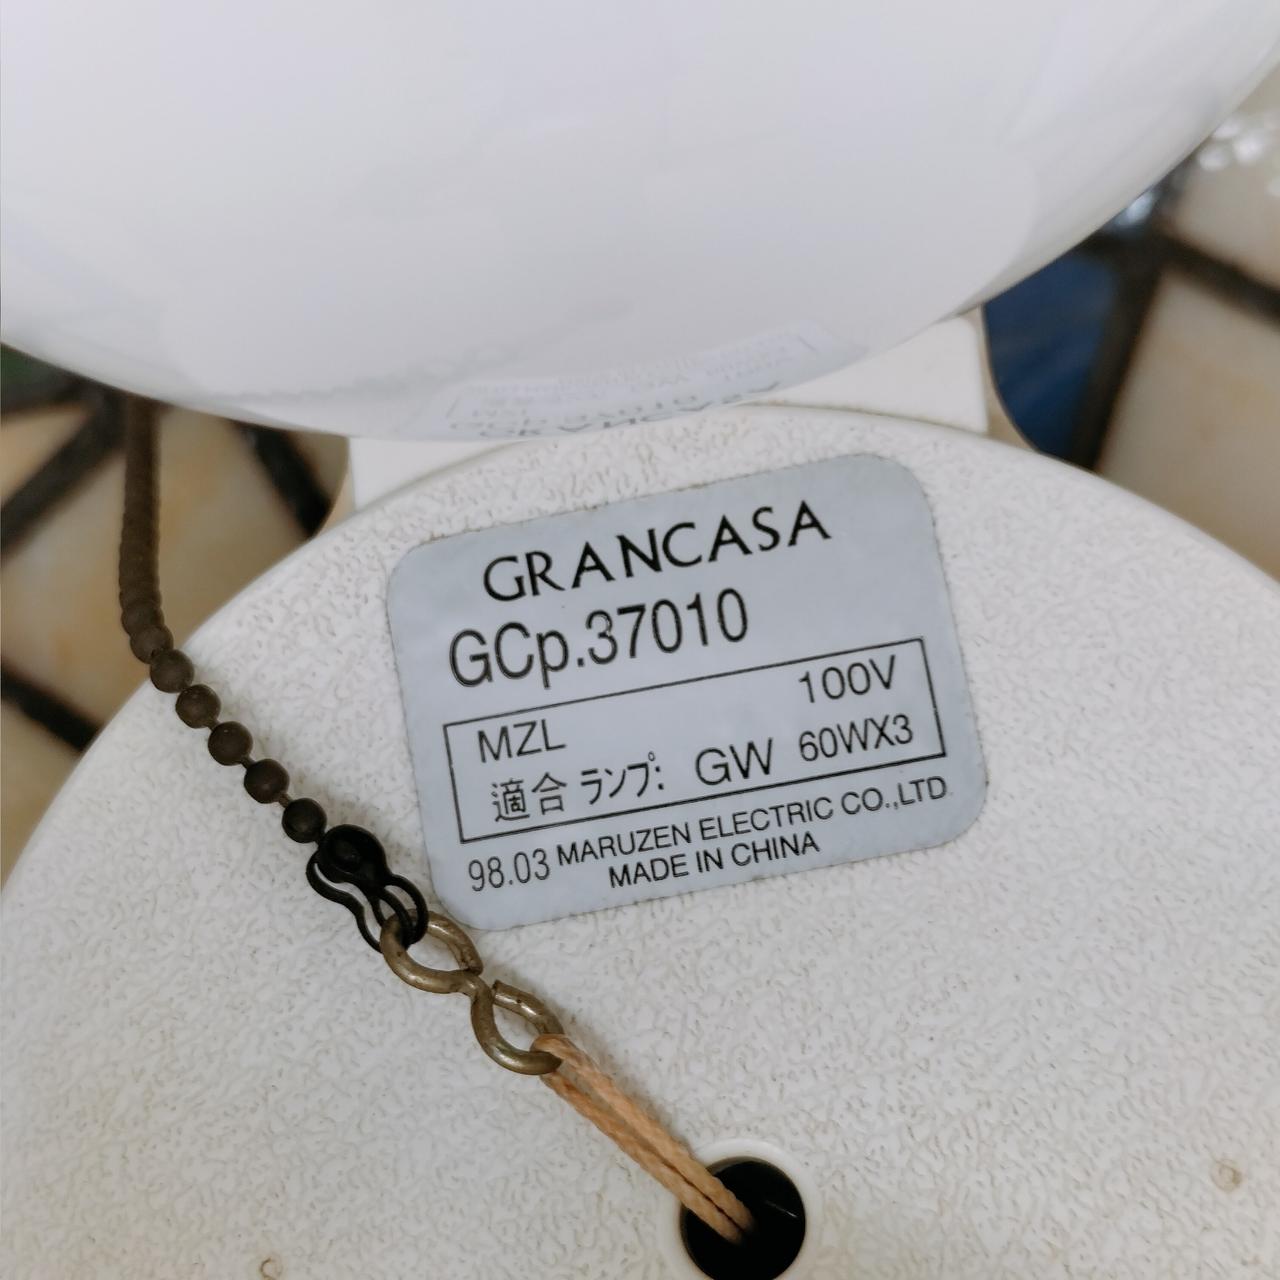 GRANCASA
GCp.37010
MZL 100V
適合 ランプ: GW 60WX3
98.03 MARUZEN ELECTRIC CO.,LTD.
MADE IN CHINA